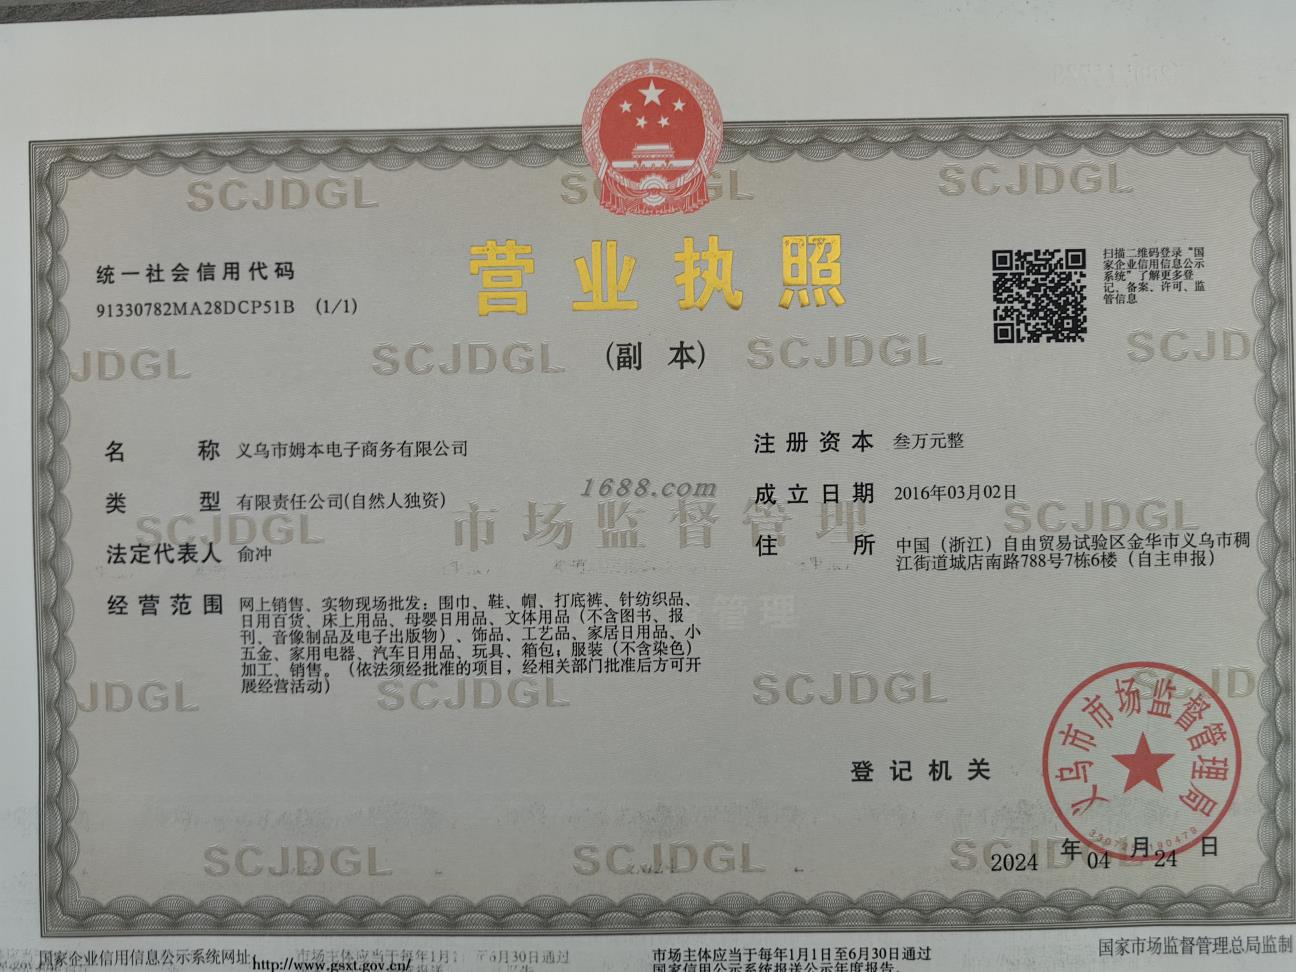 统一社会信用代码
91330782MA28DCP51B (1/1)
营业执照
(副 本)
扫描二维码登录“国
家企业信用信息公示
系统”了解更多登
记、备案、许可、监
管信息
名 称 义乌市姆本电子商务有限公司
类 型 有限责任公司(自然人独资)
法定代表人 俞冲
经营范围 网上销售、实物现场批发：围巾、鞋、帽、打底裤、针纺织品、
日用百货、床上用品、母婴日用品、文体用品（不含图书、报
刊、音像制品及电子出版物）、饰品、工艺品、家居日用品、小
五金、家用电器、汽车日用品、玩具、箱包；服装（不含染色）
加工、销售。（依法须经批准的项目，经相关部门批准后方可开
展经营活动）
注册资本 叁万元整
成立日期 2016年03月02日
住 所 中国（浙江）自由贸易试验区金华市义乌市稠
江街道城店南路788号7栋6楼（自主申报）
1688.com
市场监督管理
SCJDGL
登记机关
义乌市市场监督管理局
2024 年 04 月 24 日
国家企业信用信息公示系统网址:
http://www.gsxt.gov.cn/
市场主体应当于每年1月1日至6月30日通过
国家信用公示系统报送公示年度报告。
国家市场监督管理总局监制